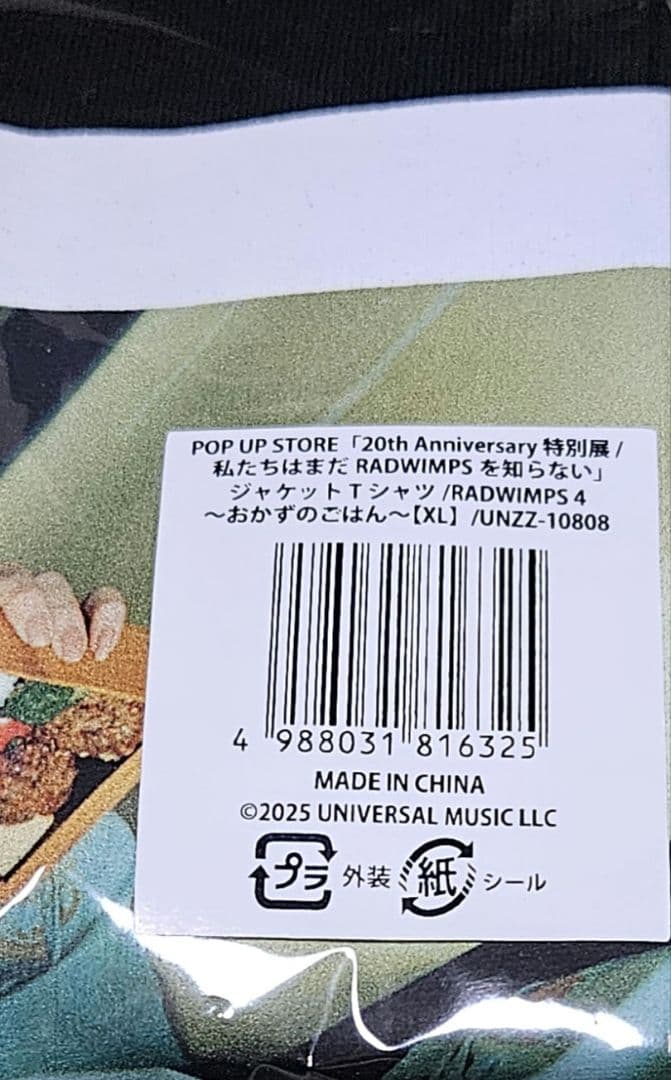 POP UP STORE「20th Anniversary 特別展 /
私たちはまだ RADWIMPS を知らない」
ジャケット T シャツ /RADWIMPS 4
～おかずのごはん～【XL】/UNZZ-10808
4 988031 816325
MADE IN CHINA
©2025 UNIVERSAL MUSIC LLC
プラ 外装 紙 シール